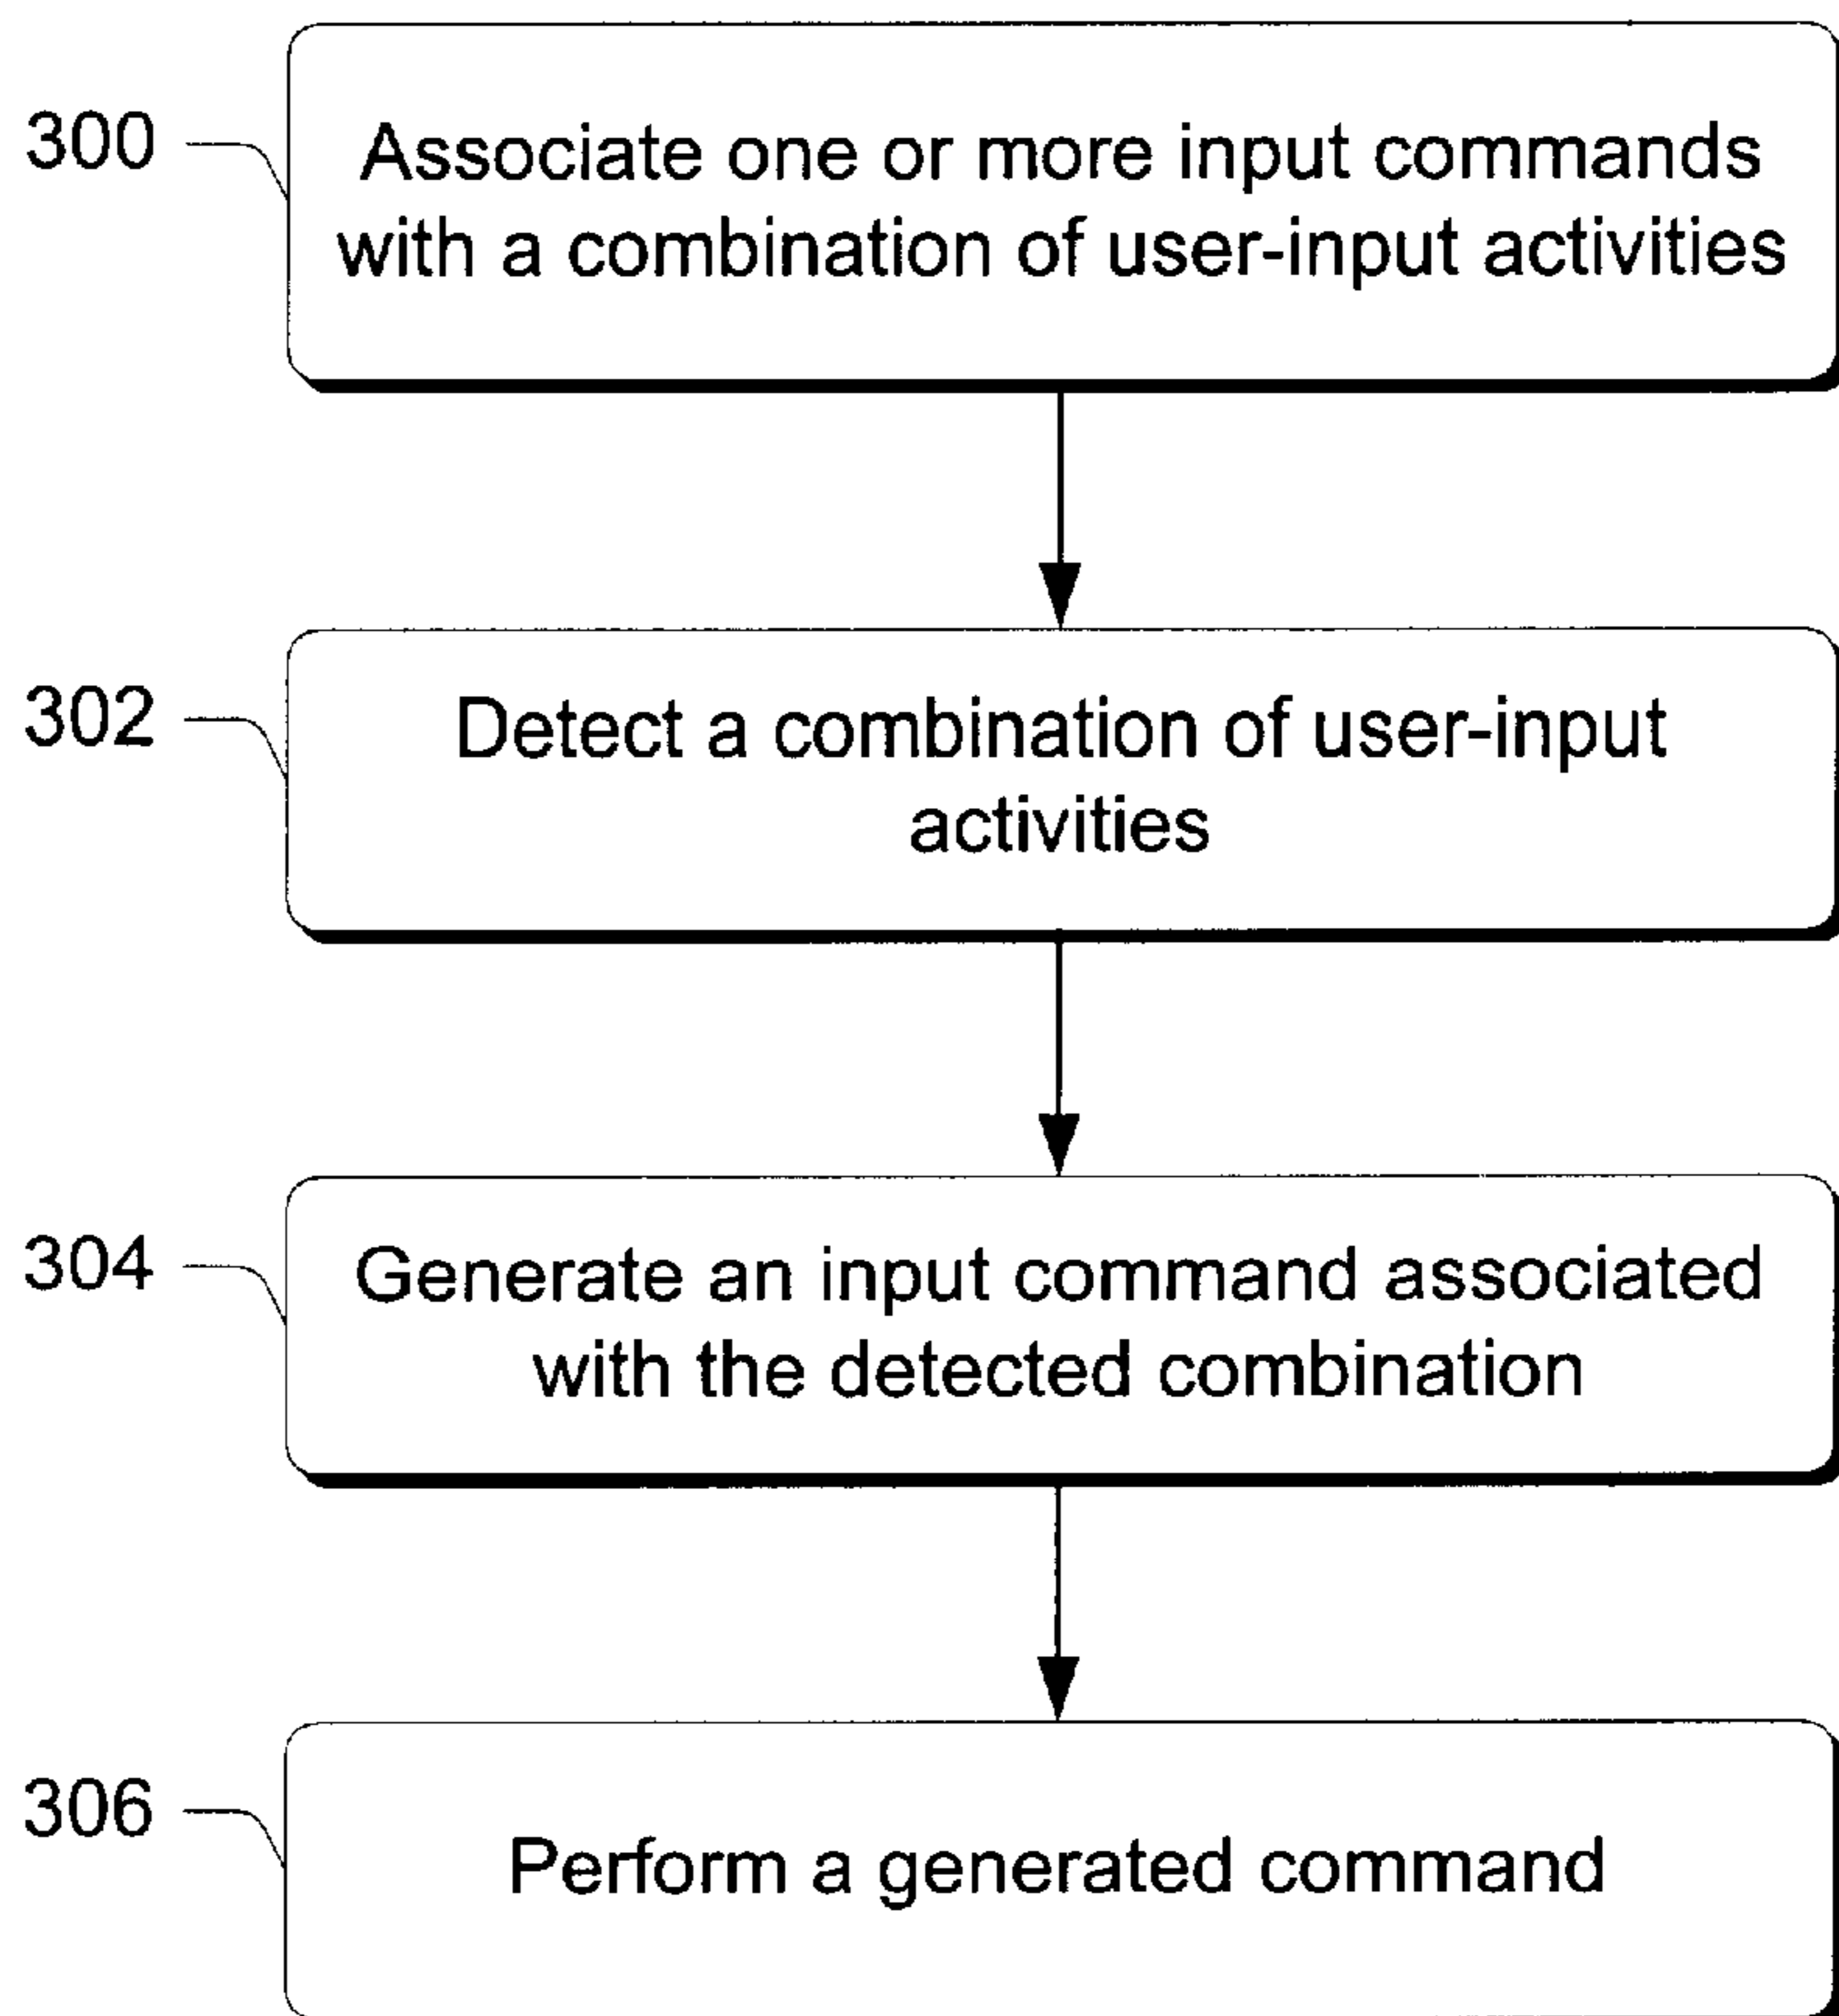 300
Associate one or more input commands
with a combination of user-input activities
302
Detect a combination of user-input
activities
304
Generate an input command associated
with the detected combination
306
Perform a generated command